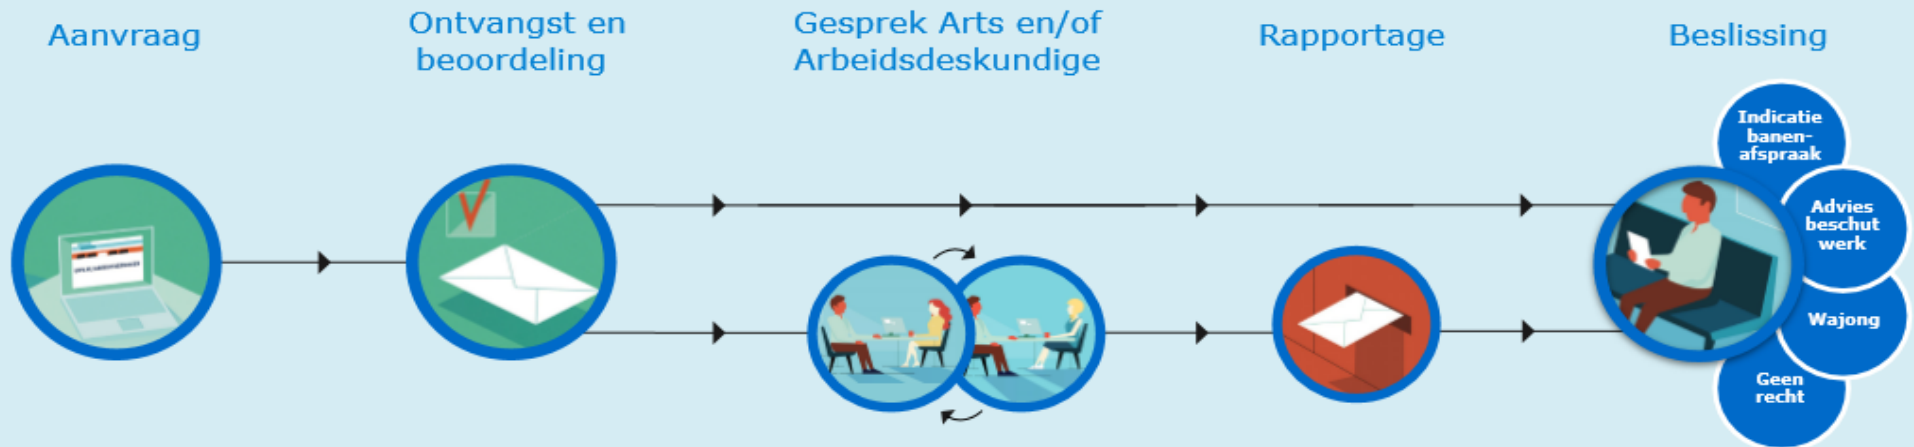 Aanvraag
Ontvangst en
beoordeling
Gesprek Arts en/of
Arbeidsdeskundige
Rapportage
Beslissing
Indicatie
banen-
afspraak
Advies
beschut
werk
Wajong
Geen
recht